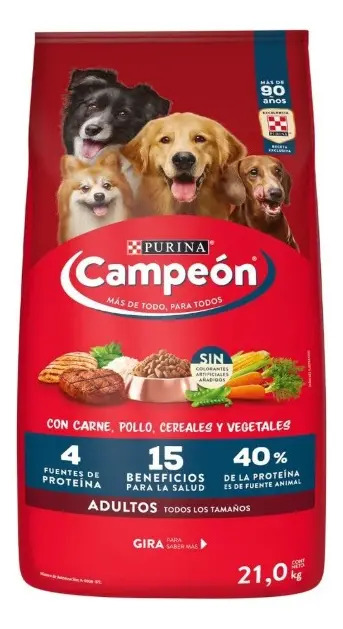 MÁS DE
90
años
EXCELENCIA
PURINA
RECETA
EXCLUSIVA
PURINA®
Campeón®
MÁS DE TODO, PARA TODOS
SIN
COLORANTES
ARTIFICIALES
AÑADIDOS
CON CARNE, POLLO, CEREALES Y VEGETALES
4
FUENTES DE
PROTEÍNA
15
BENEFICIOS
PARA LA SALUD
40%
DE LA PROTEÍNA
ES DE FUENTE ANIMAL
ADULTOS TODOS LOS TAMAÑOS
GIRA PARA
SABER MÁS
21,0 CONT
NETO
kg